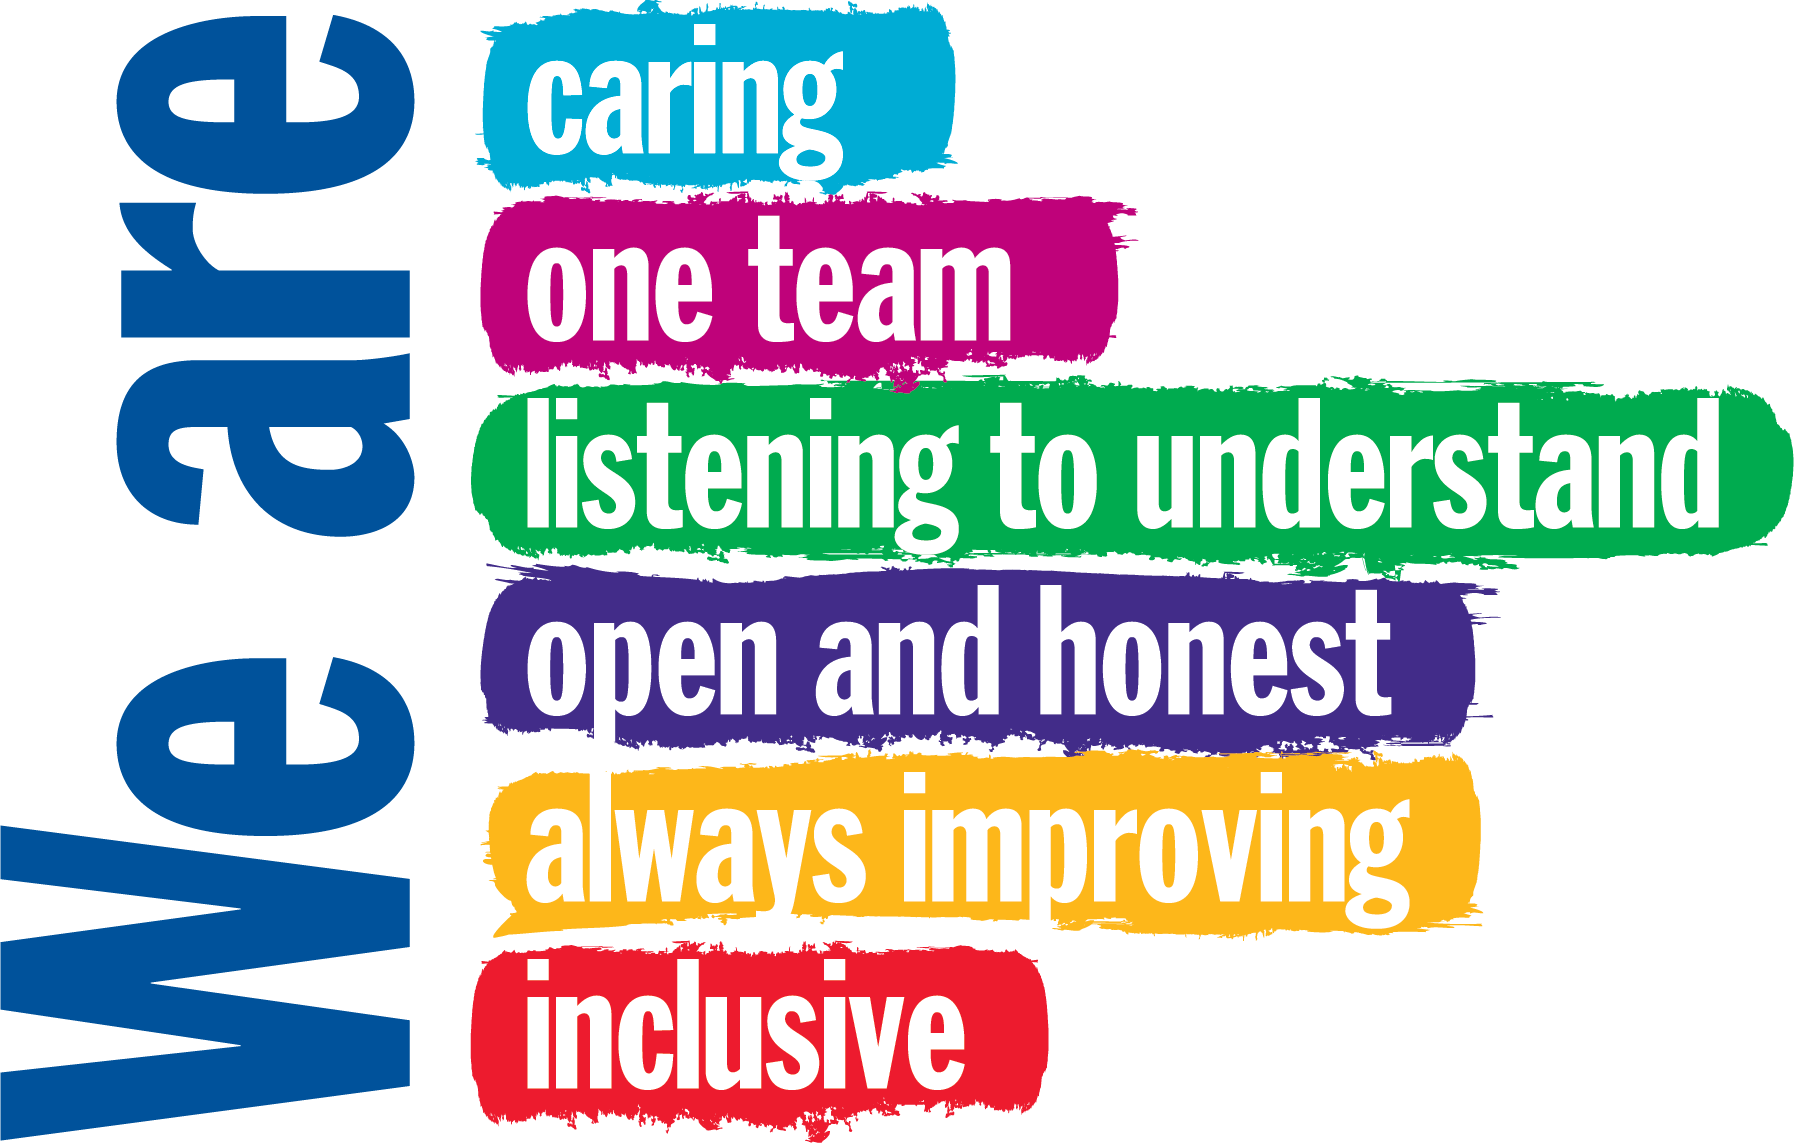 We are
caring
one team
listening to understand
open and honest
always improving
inclusive